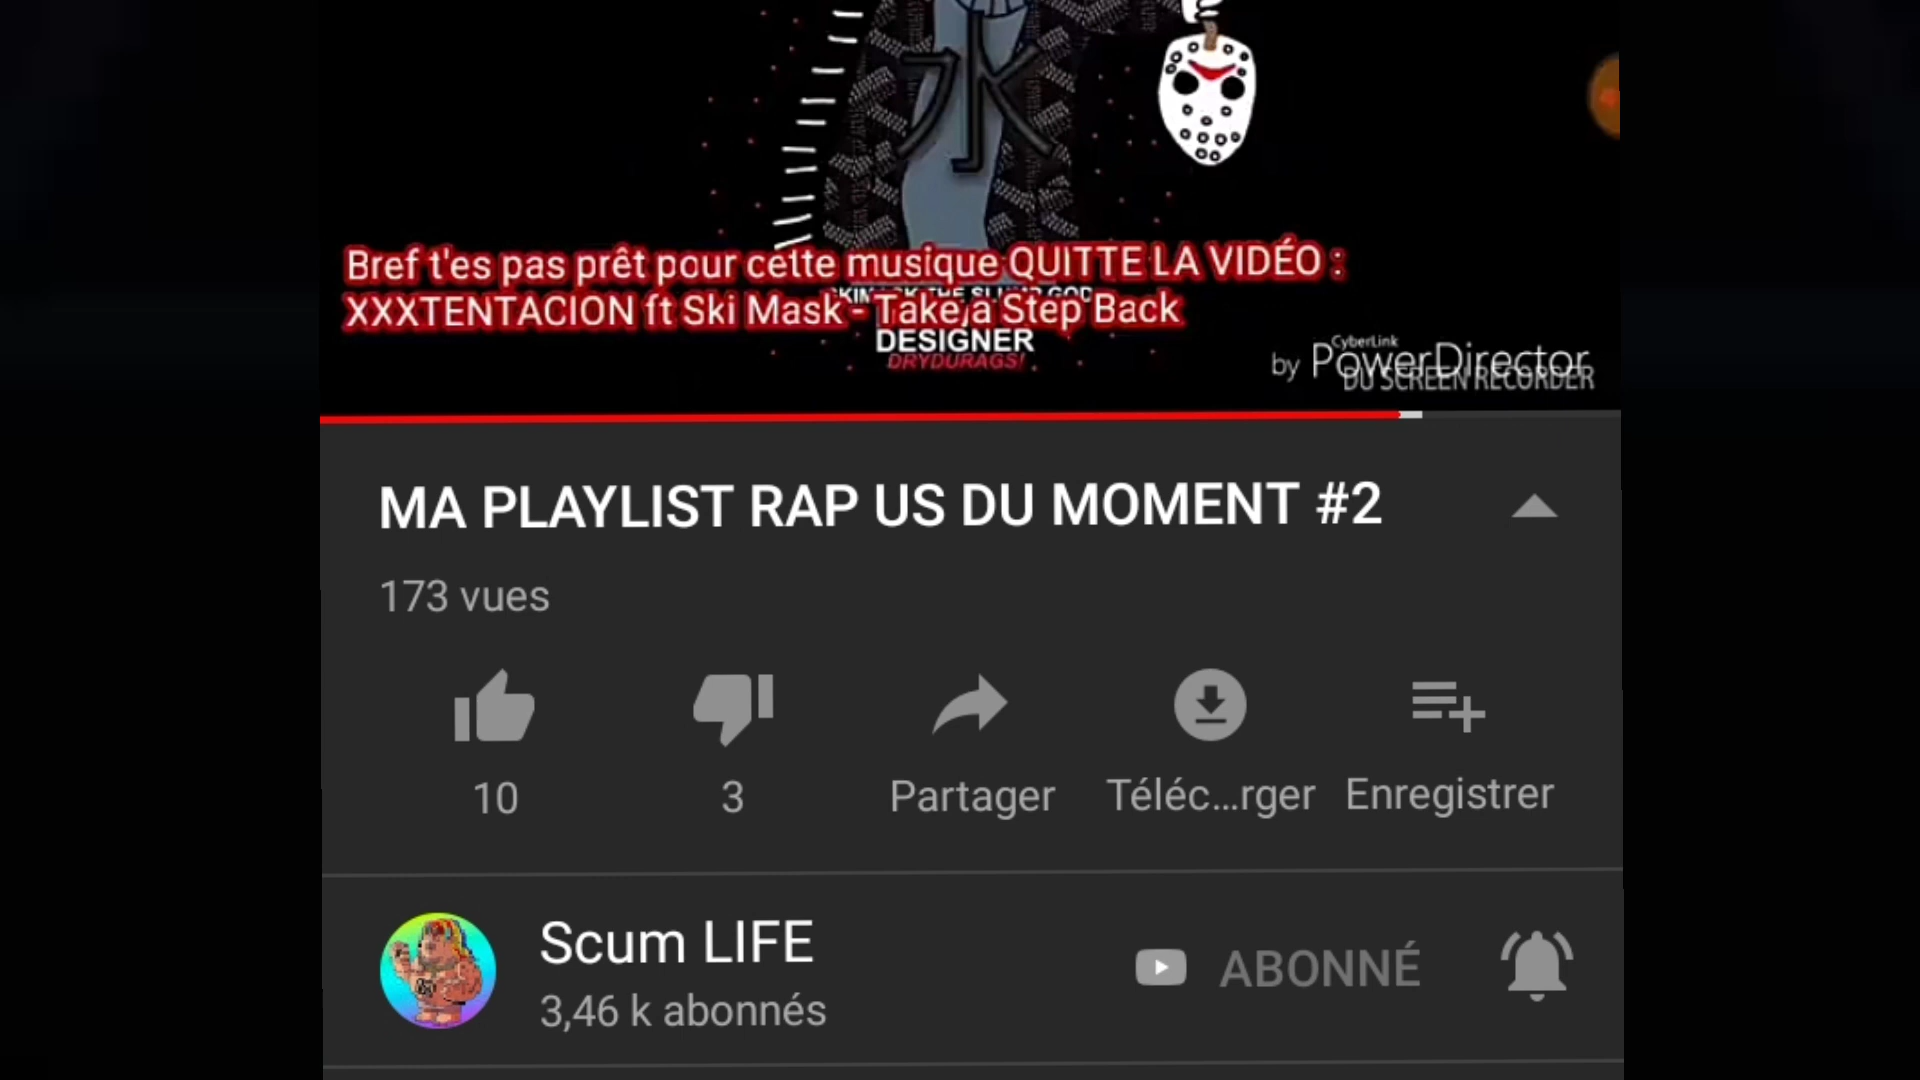 水
Bref t'es pas prêt pour cette musique QUITTE LA VIDÉO :
XXXTENTACION ft Ski Mask - Take a Step Back
DESIGNER
DRYDURAGS!
by CyberLink PowerDirector
DU SCREEN RECORDER
MA PLAYLIST RAP US DU MOMENT #2
173 vues
10
3
Partager
Téléc...rger
Enregistrer
Scum LIFE
ABONNÉ
3,46 k abonnés